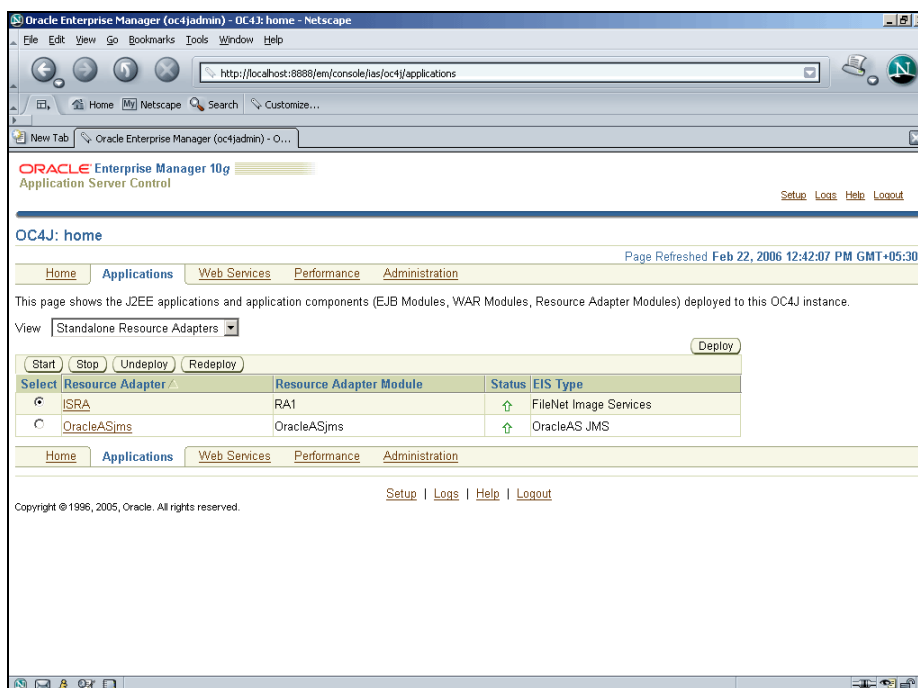 Oracle Enterprise Manager (oc4jadmin) - OC4J: home - Netscape
File Edit View Go Bookmarks Tools Window Help
http://localhost:8888/em/console/ias/oc4j/applications
Home My Netscape Search Customize...
New Tab Oracle Enterprise Manager (oc4jadmin) - O...
ORACLE Enterprise Manager 10g
Application Server Control
Setup Logs Help Logout
OC4J: home
Page Refreshed Feb 22, 2006 12:42:07 PM GMT+05:30
Home Applications Web Services Performance Administration
This page shows the J2EE applications and application components (EJB Modules, WAR Modules, Resource Adapter Modules) deployed to this OC4J instance.
View Standalone Resource Adapters
Deploy
Start Stop Undeploy Redeploy
Select Resource Adapter Resource Adapter Module Status EIS Type
ISRA RA1 FileNet Image Services
OracleASjms OracleASjms OracleAS JMS
Home Applications Web Services Performance Administration
Setup | Logs | Help | Logout
Copyright © 1996, 2005, Oracle. All rights reserved.